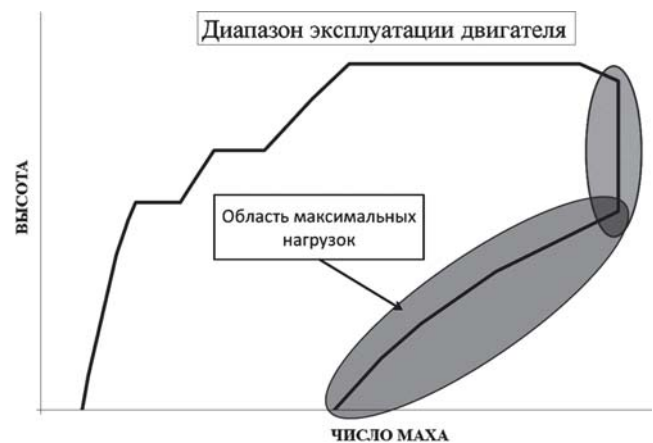 Диапазон эксплуатации двигателя
ВЫСОТА
Область максимальных
нагрузок
ЧИСЛО МАХА